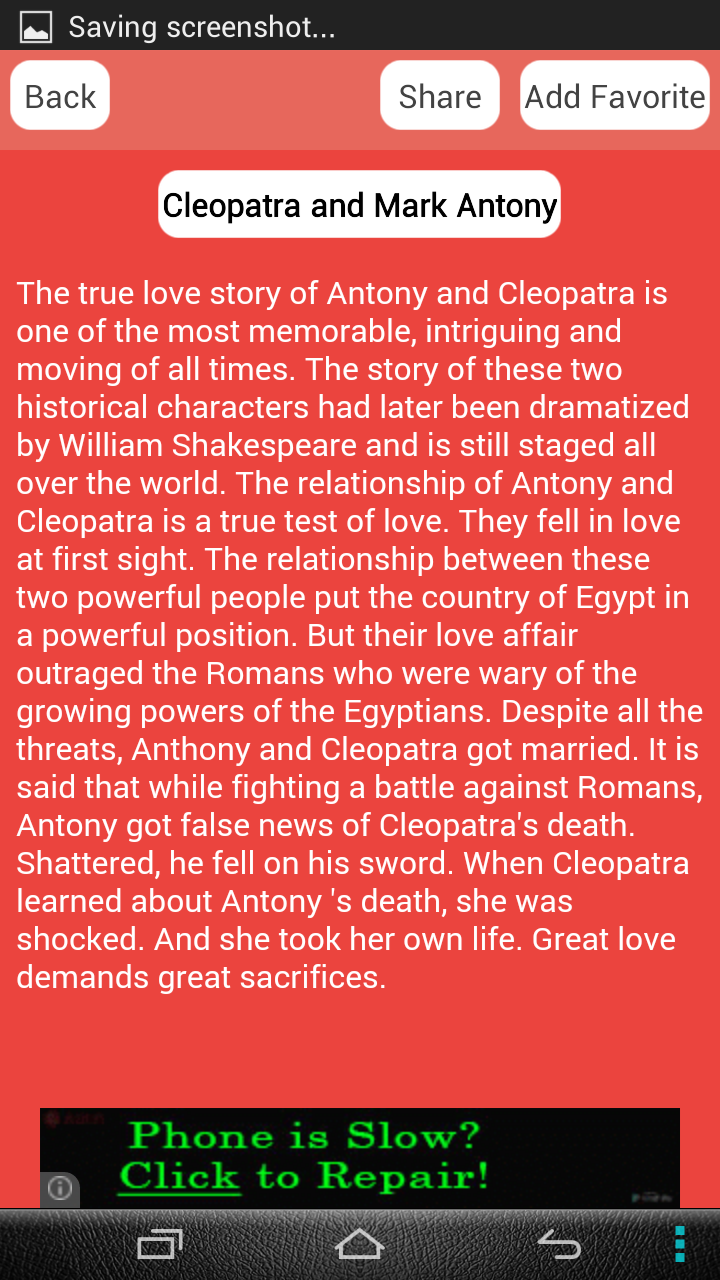 Saving screenshot...
Back
Share
Add Favorite
Cleopatra and Mark Antony
The true love story of Antony and Cleopatra is
one of the most memorable, intriguing and
moving of all times. The story of these two
historical characters had later been dramatized
by William Shakespeare and is still staged all
over the world. The relationship of Antony and
Cleopatra is a true test of love. They fell in love
at first sight. The relationship between these
two powerful people put the country of Egypt in
a powerful position. But their love affair
outraged the Romans who were wary of the
growing powers of the Egyptians. Despite all the
threats, Anthony and Cleopatra got married. It is
said that while fighting a battle against Romans,
Antony got false news of Cleopatra's death.
Shattered, he fell on his sword. When Cleopatra
learned about Antony 's death, she was
shocked. And she took her own life. Great love
demands great sacrifices.
Phone is Slow?
Click to Repair!